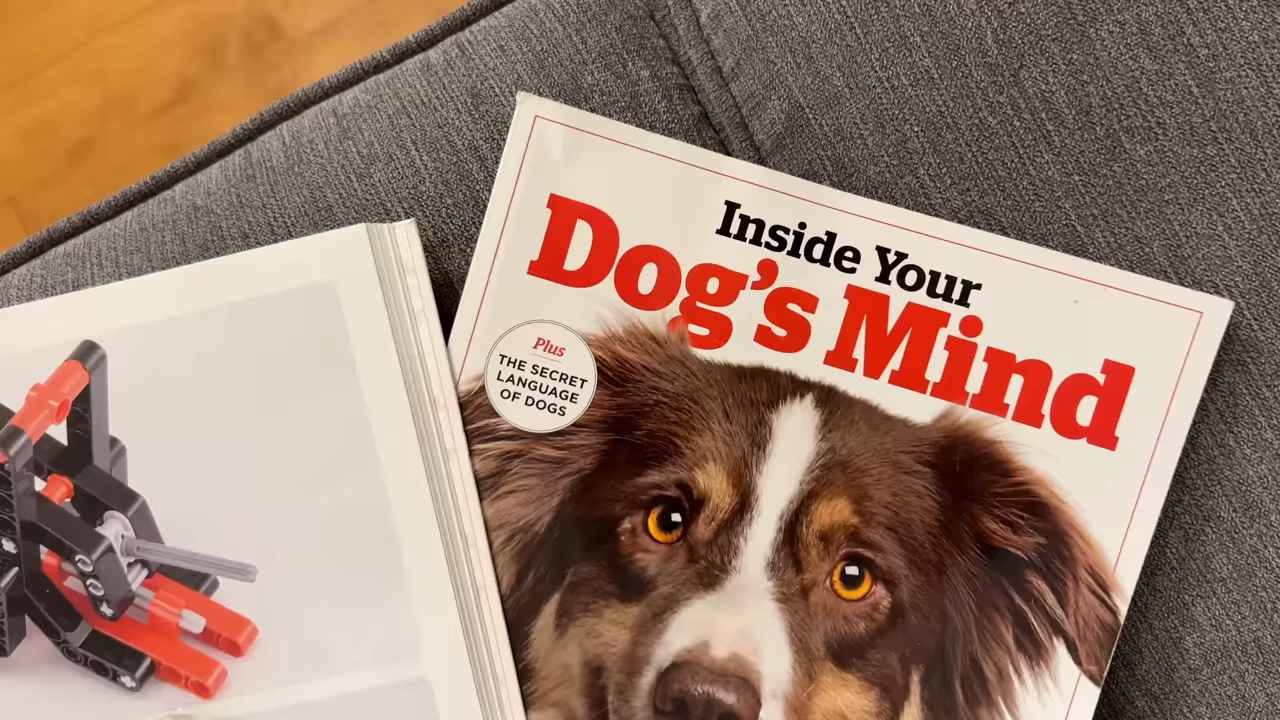 Inside Your
Dog's Mind
Plus
THE SECRET
LANGUAGE
OF DOGS